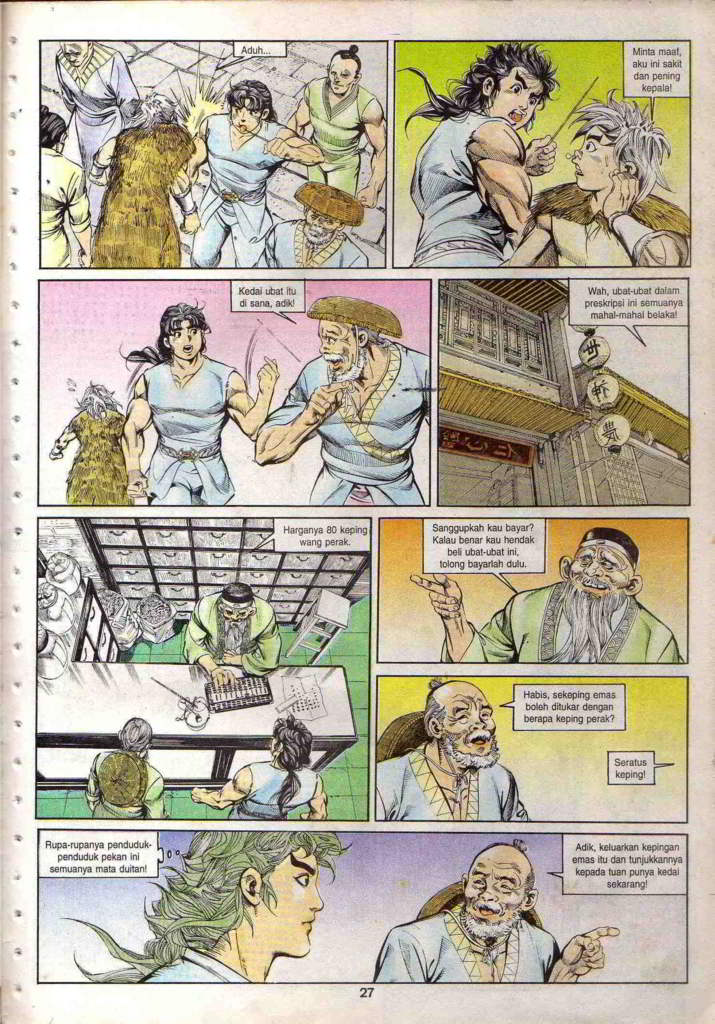 Aduh...
Minta maaf,
aku ini sakit
dan pening
kepala!
Kedai ubat itu
di sana, adik!
Wah, ubat-ubat dalam
preskripsi ini semuanya
mahal-mahal belaka!
Harganya 80 keping
wang perak.
Sanggupkah kau bayar?
Kalau benar kau hendak
beli ubat-ubat ini,
tolong bayarlah dulu.
Habis, sekeping emas
boleh ditukar dengan
berapa keping perak?
Seratus
keping!
Rupa-rupanya penduduk-
penduduk pekan ini
semuanya mata duitan!
Adik, keluarkan kepingan
emas itu dan tunjukkannya
kepada tuan punya kedai
sekarang!
27